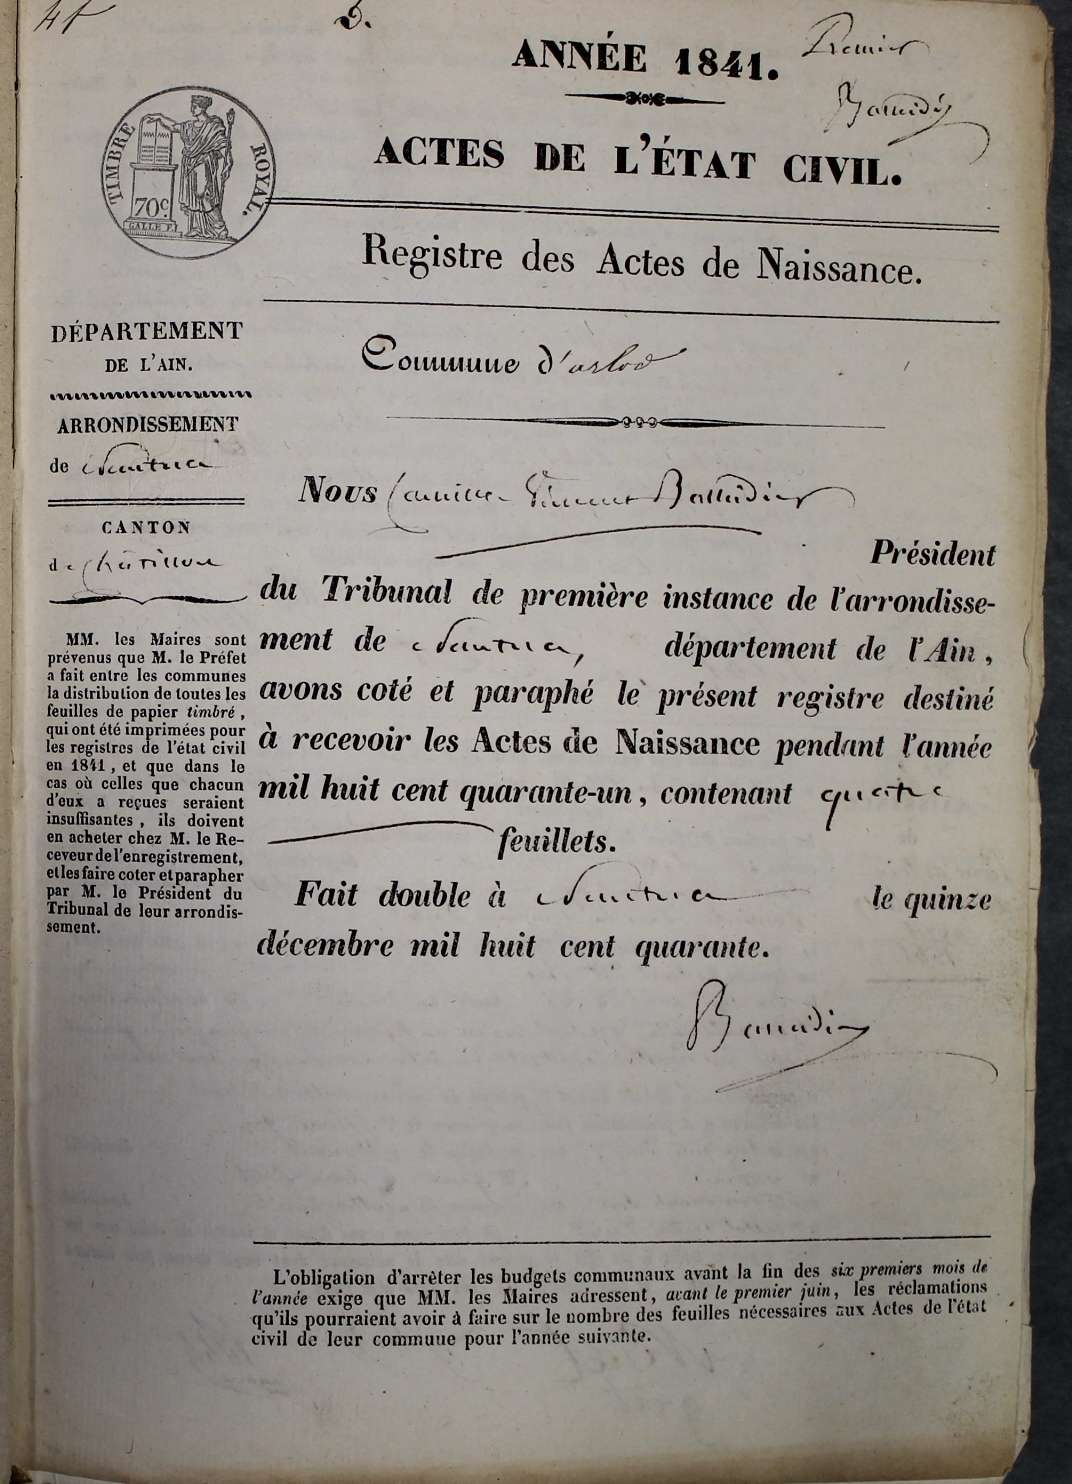 5.
ANNÉE 1841.
Premier
TIMBRE ROYAL.
70c.
ACTES DE L'ÉTAT CIVIL.
Registre des Actes de Naissance.
DÉPARTEMENT
DE L'AIN.
ARRONDISSEMENT
de Nantua
CANTON
de Châtillon
MM. les Maires sont
prévenus que M. le Préfet
a fait entre les communes
la distribution de toutes les
feuilles de papier timbré,
qui ont été imprimées pour
les registres de l'état civil
en 1841, et que dans le
cas où celles que chacun
d'eux a reçues seraient
insuffisantes, ils doivent
en acheter chez M. le Re-
ceveur de l'enregistrement,
et les faire coter et parapher
par M. le Président du
Tribunal de leur arrondis-
sement.
Commune d'arlod
Nous Camille Vincent
Président
du Tribunal de première instance de l'arrondisse-
ment de Nantua, département de l'Ain,
avons coté et paraphé le présent registre destiné
à recevoir les Actes de Naissance pendant l'année
mil huit cent quarante-un, contenant quatre
feuillets.
Fait double à Nantua le quinze
décembre mil huit cent quarante.
L'obligation d'arrêter les budgets communaux avant la fin des six premiers mois de
l'année exige que MM. les Maires adressent, avant le premier juin, les réclamations
qu'ils pourraient avoir à faire sur le nombre des feuilles nécessaires aux Actes de l'état
civil de leur commune pour l'année suivante.